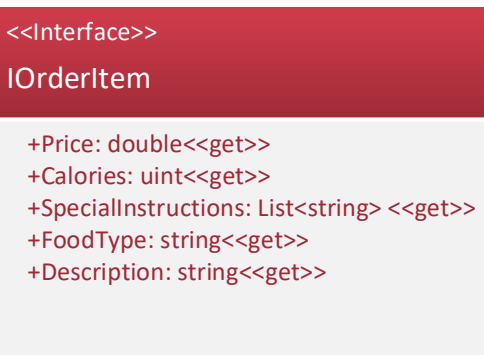 <<Interface>>
IOrderItem
+Price: double<<get>>
+Calories: uint<<get>>
+SpecialInstructions: List<string> <<get>>
+FoodType: string<<get>>
+Description: string<<get>>